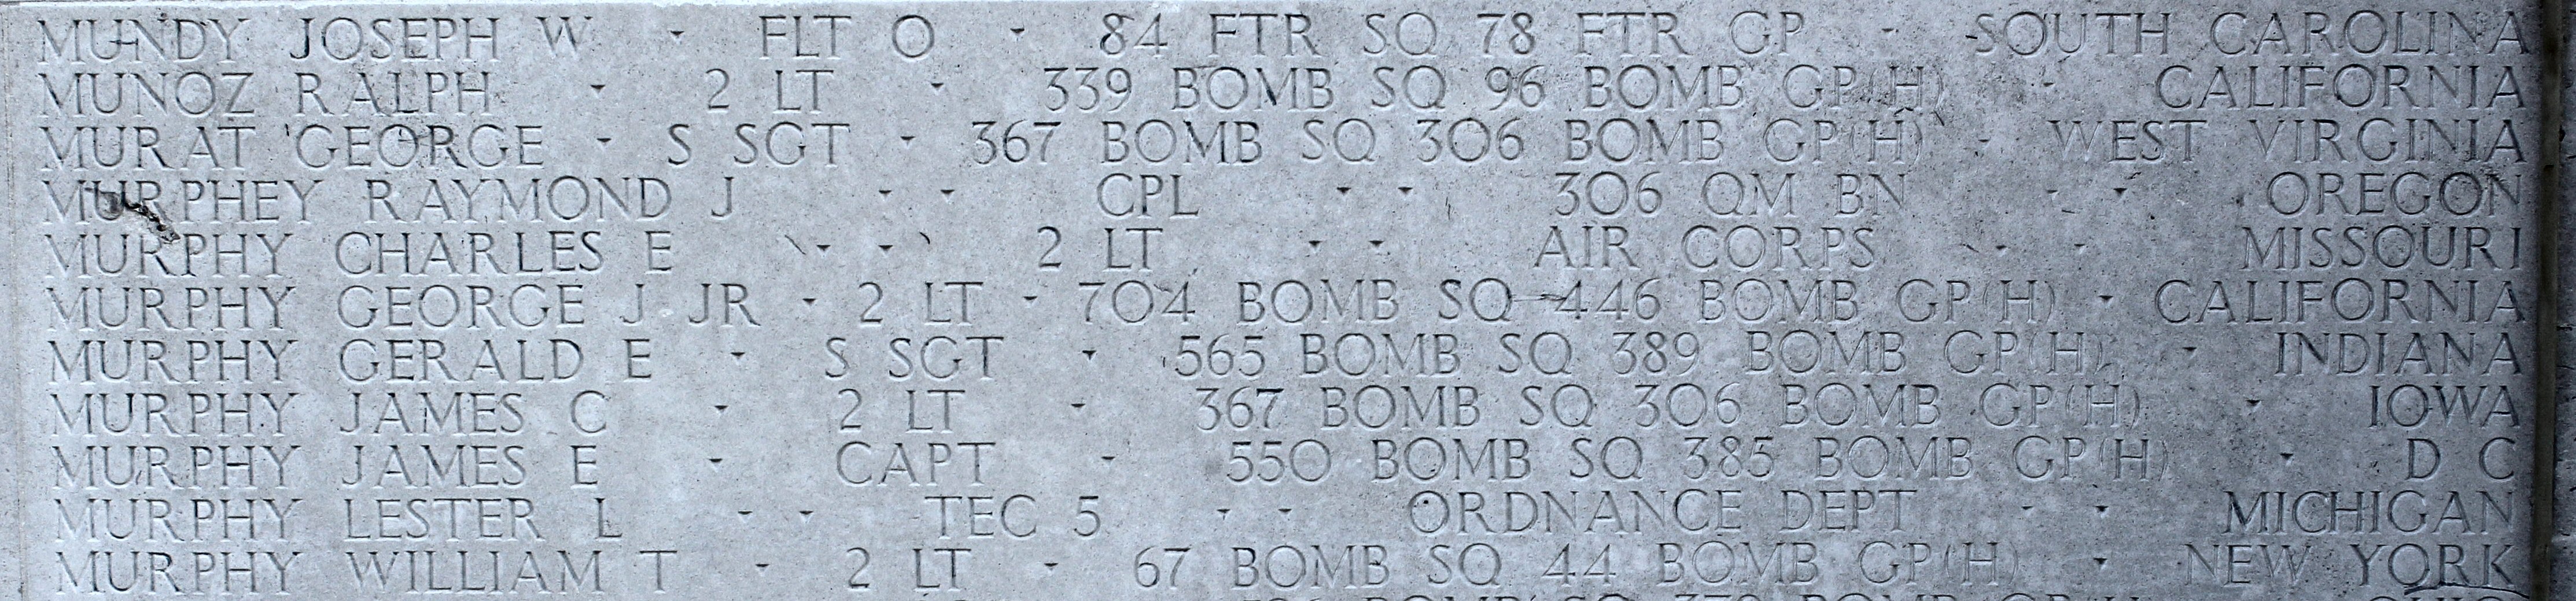 MUNDY JOSEPH W - FLT O - 84 FTR SQ 78 FTR GP - SOUTH CAROLINA
MUNOZ RALPH - 2 LT - 339 BOMB SQ 96 BOMB GP(H) - CALIFORNIA
MURAT GEORGE - S SGT - 367 BOMB SQ 306 BOMB GP(H) - WEST VIRGINIA
MURPHEY RAYMOND J - - CPL - - 306 QM BN - - OREGON
MURPHY CHARLES E - - 2 LT - - AIR CORPS - - MISSOURI
MURPHY GEORGE J JR - 2 LT - 704 BOMB SQ 446 BOMB GP(H) - CALIFORNIA
MURPHY GERALD E - S SGT - 565 BOMB SQ 389 BOMB GP(H) - INDIANA
MURPHY JAMES C - 2 LT - 367 BOMB SQ 306 BOMB GP(H) - IOWA
MURPHY JAMES E - CAPT - 550 BOMB SQ 385 BOMB GP(H) - D C
MURPHY LESTER L - - TEC 5 - - ORDNANCE DEPT - - MICHIGAN
MURPHY WILLIAM T - 2 LT - 67 BOMB SQ 44 BOMB GP(H) - NEW YORK